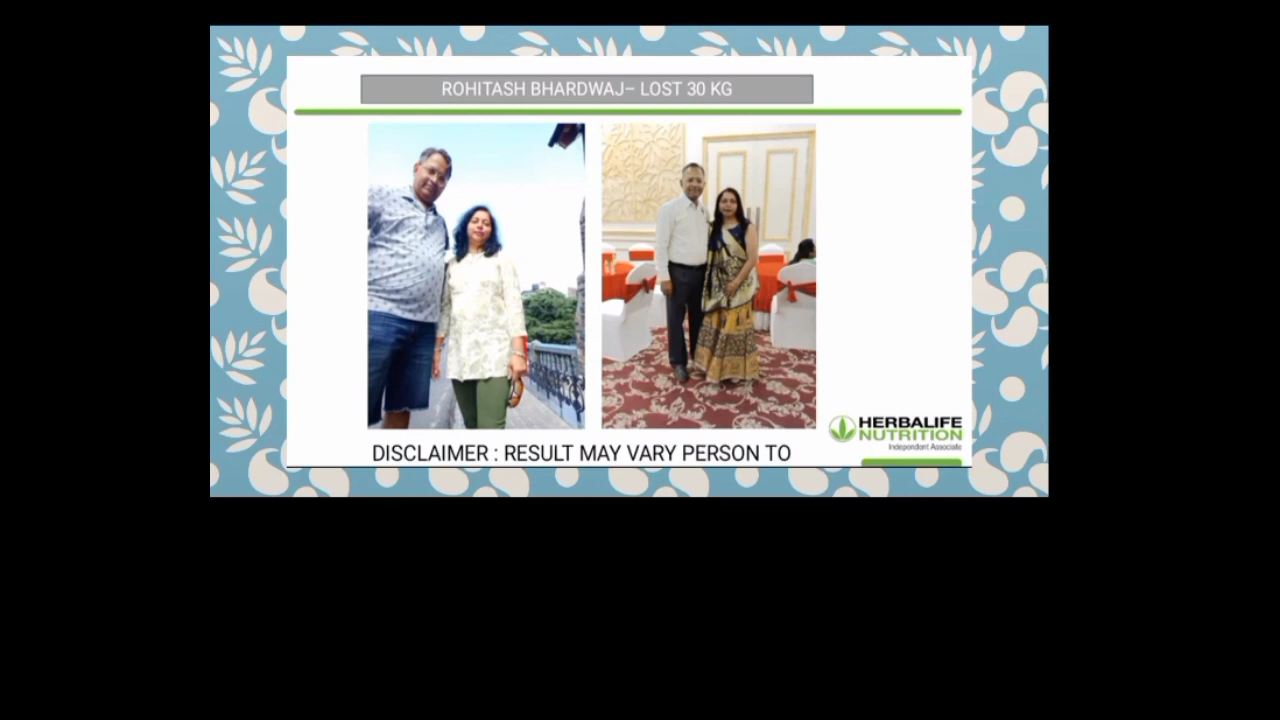 ROHITASH BHARDWAJ– LOST 30 KG
HERBALIFE
NUTRITION
Independent Associate
DISCLAIMER : RESULT MAY VARY PERSON TO